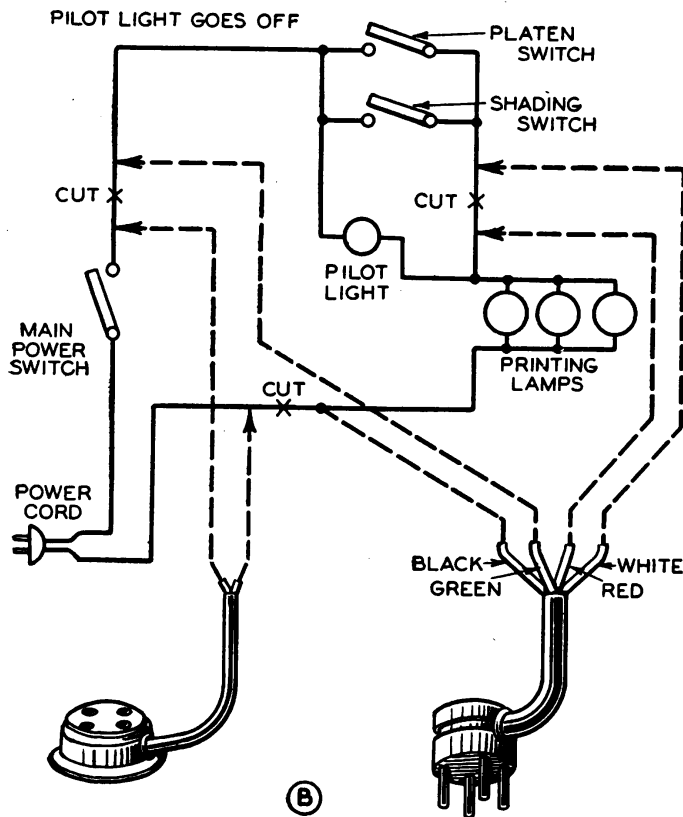 PILOT LIGHT GOES OFF
PLATEN
SWITCH
SHADING
SWITCH
CUT
CUT
PILOT
LIGHT
MAIN
POWER
SWITCH
PRINTING
LAMPS
CUT
POWER
CORD
BLACK
WHITE
GREEN
RED
B